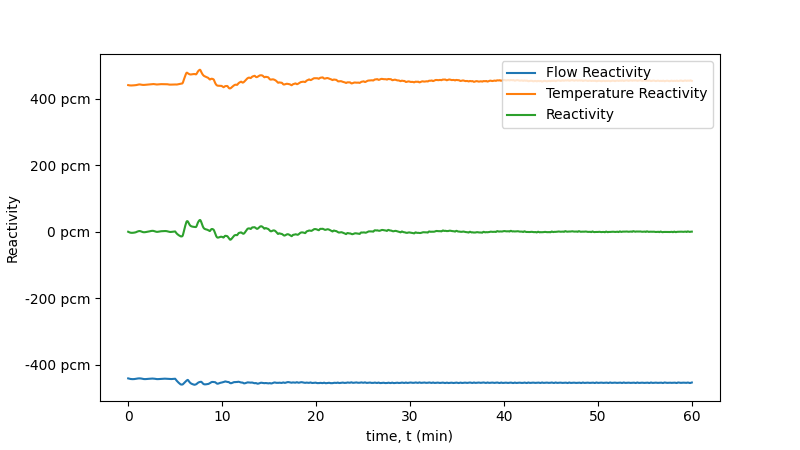 Flow Reactivity
Temperature Reactivity
Reactivity
400 pcm
200 pcm
0 pcm
-200 pcm
-400 pcm
Reactivity
0 10 20 30 40 50 60
time, t (min)